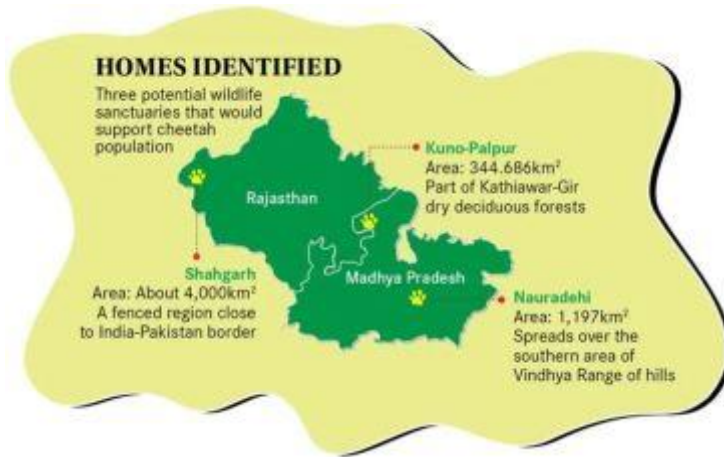 HOMES IDENTIFIED
Three potential wildlife
sanctuaries that would
support cheetah
population
Kuno-Palpur
Area: 344.686km²
Part of Kathiawar-Gir
dry deciduous forests
Rajasthan
Shahgarh
Area: About 4,000km²
A fenced region close
to India-Pakistan border
Madhya Pradesh
Nauradehi
Area: 1,197km²
Spreads over the
southern area of
Vindhya Range of hills